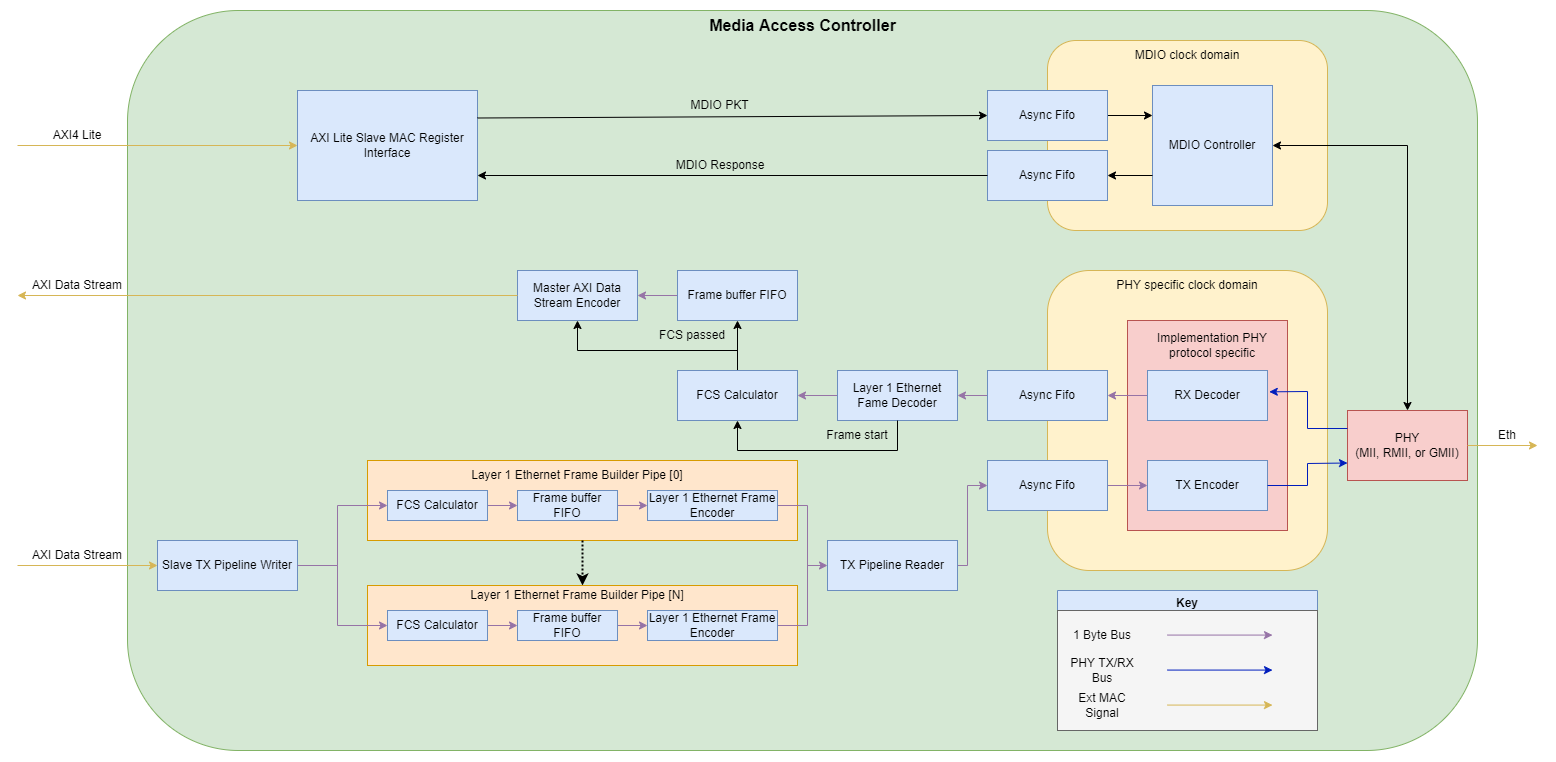 Media Access Controller
MDIO clock domain
AXI4 Lite
AXI Lite Slave MAC Register
Interface
MDIO PKT
Async Fifo
MDIO Controller
MDIO Response
Async Fifo
AXI Data Stream
Master AXI Data
Stream Encoder
Frame buffer FIFO
PHY specific clock domain
FCS passed
Implementation PHY
protocol specific
FCS Calculator
Layer 1 Ethernet
Fame Decoder
Async Fifo
RX Decoder
Frame start
PHY
(MII, RMII, or GMII)
Eth
Layer 1 Ethernet Frame Builder Pipe [0]
FCS Calculator
Frame buffer
FIFO
Layer 1 Ethernet Frame
Encoder
Async Fifo
TX Encoder
AXI Data Stream
Slave TX Pipeline Writer
TX Pipeline Reader
Layer 1 Ethernet Frame Builder Pipe [N]
FCS Calculator
Frame buffer
FIFO
Layer 1 Ethernet Frame
Encoder
Key
1 Byte Bus
PHY TX/RX
Bus
Ext MAC
Signal